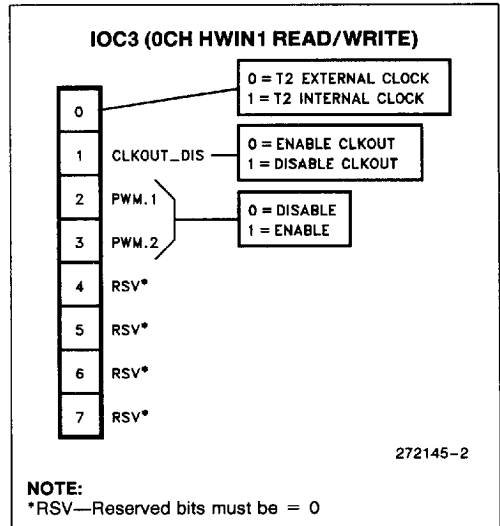 IOC3 (0CH HWIN1 READ/WRITE)
0 = T2 EXTERNAL CLOCK
1 = T2 INTERNAL CLOCK
0
1 CLKOUT_DIS
0 = ENABLE CLKOUT
1 = DISABLE CLKOUT
2 PWM.1
3 PWM.2
0 = DISABLE
1 = ENABLE
4 RSV*
5 RSV*
6 RSV*
7 RSV*
272145-2
NOTE:
*RSV—Reserved bits must be = 0